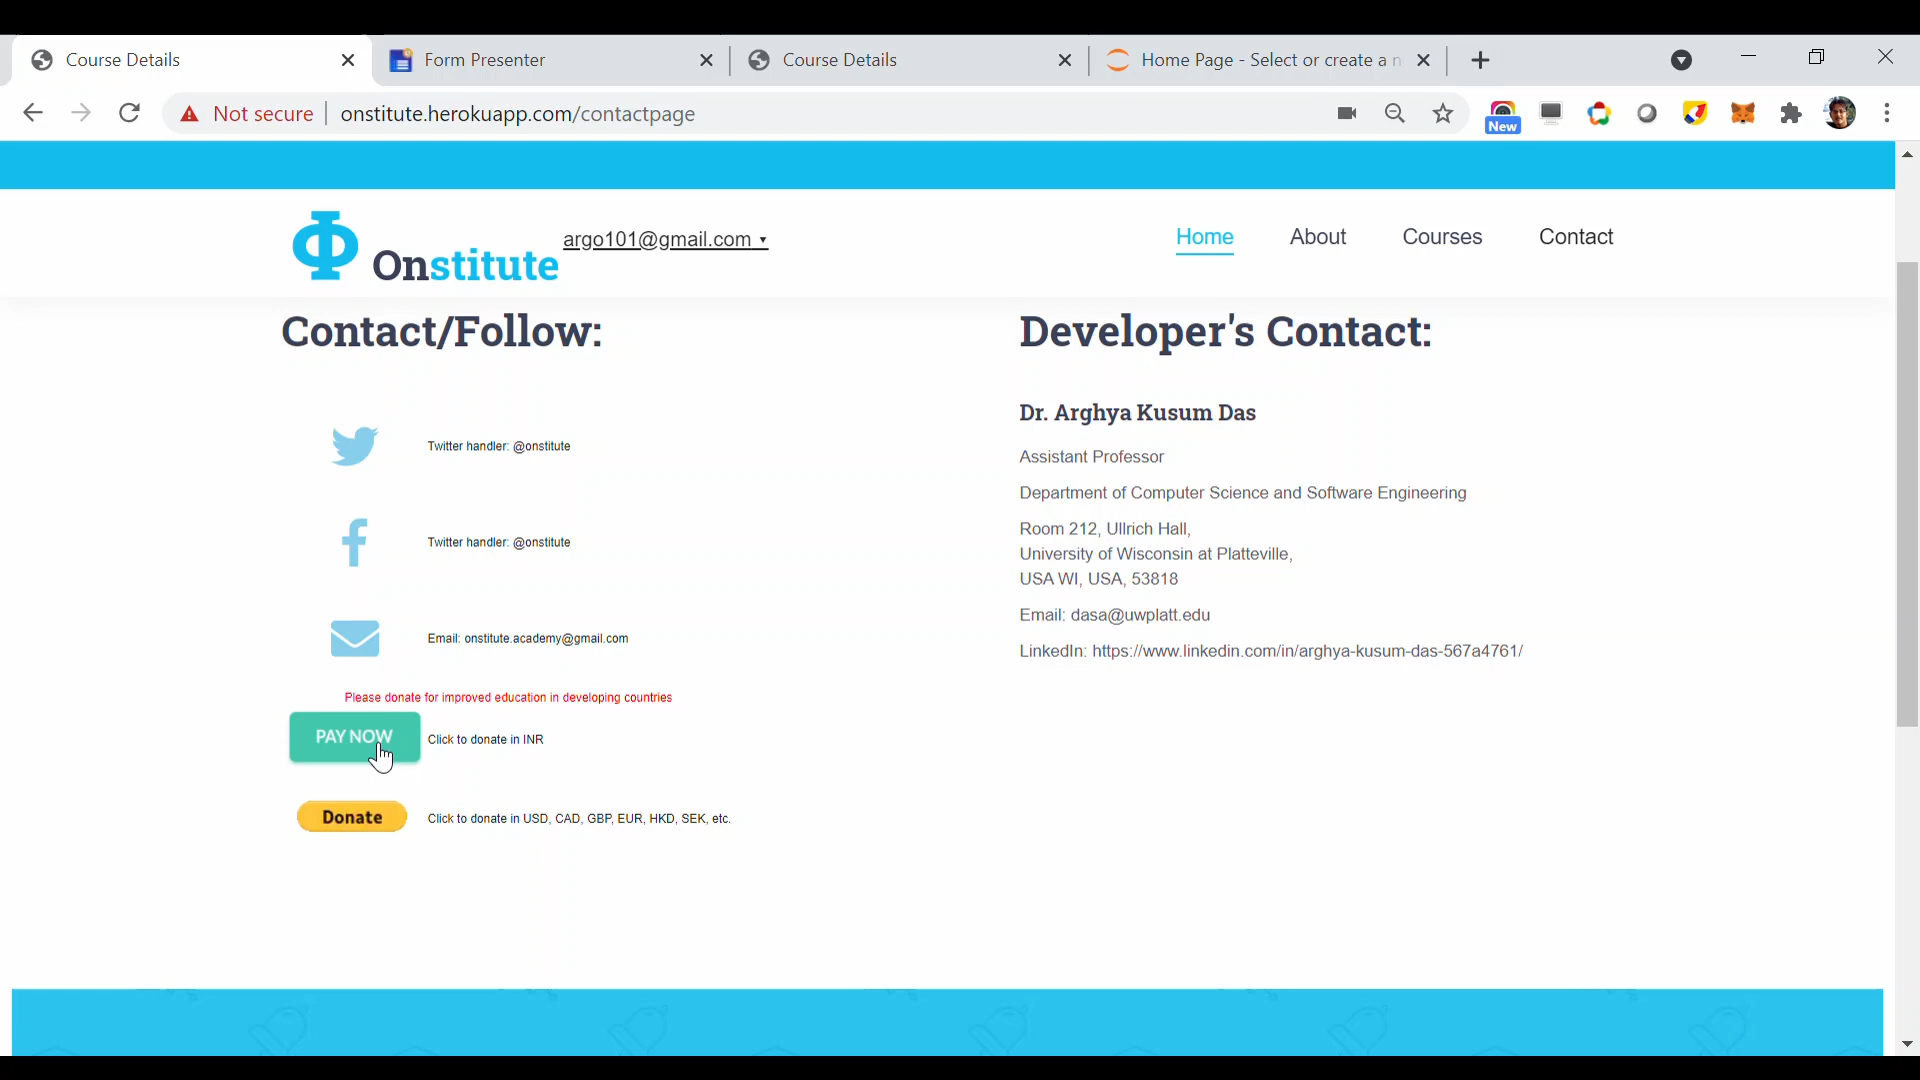 Course Details
Form Presenter
Course Details
Home Page - Select or create a n
Not secure
onstitute.herokuapp.com/contactpage
New
Onstitute
argo101@gmail.com
Home
About
Courses
Contact
Contact/Follow:
Twitter handler: @onstitute
Twitter handler: @onstitute
Email: onstitute.academy@gmail.com
Please donate for improved education in developing countries
PAY NOW
Click to donate in INR
Donate
Click to donate in USD, CAD, GBP, EUR, HKD, SEK, etc.
Developer's Contact:
Dr. Arghya Kusum Das
Assistant Professor
Department of Computer Science and Software Engineering
Room 212, Ullrich Hall,
University of Wisconsin at Platteville,
USA WI, USA, 53818
Email: dasa@uwplatt.edu
LinkedIn: https://www.linkedin.com/in/arghya-kusum-das-567a4761/